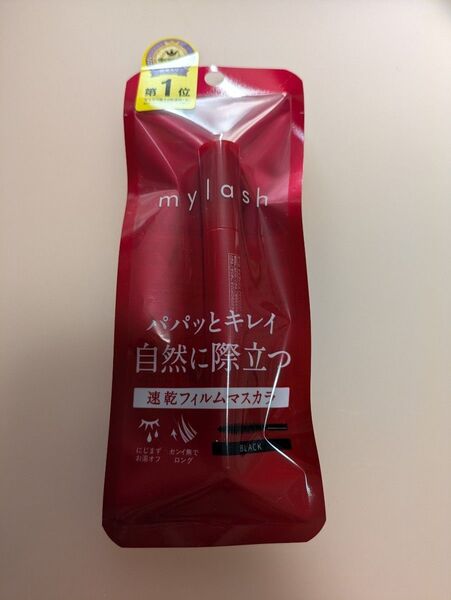 第1位
mylash
パパッとキレイ
自然に際立つ
速乾フィルムマスカラ
にじまず
お湯オフ
センイ無で
ロング
BLACK